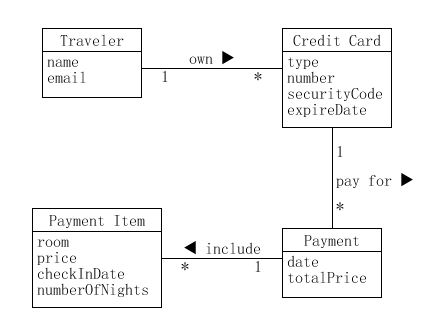 Traveler
name
email
own ▶
1
*
Credit Card
type
number
securityCode
expireDate
1
pay for ▶
*
Payment Item
room
price
checkInDate
numberOfNights
◀ include
*
1
Payment
date
totalPrice